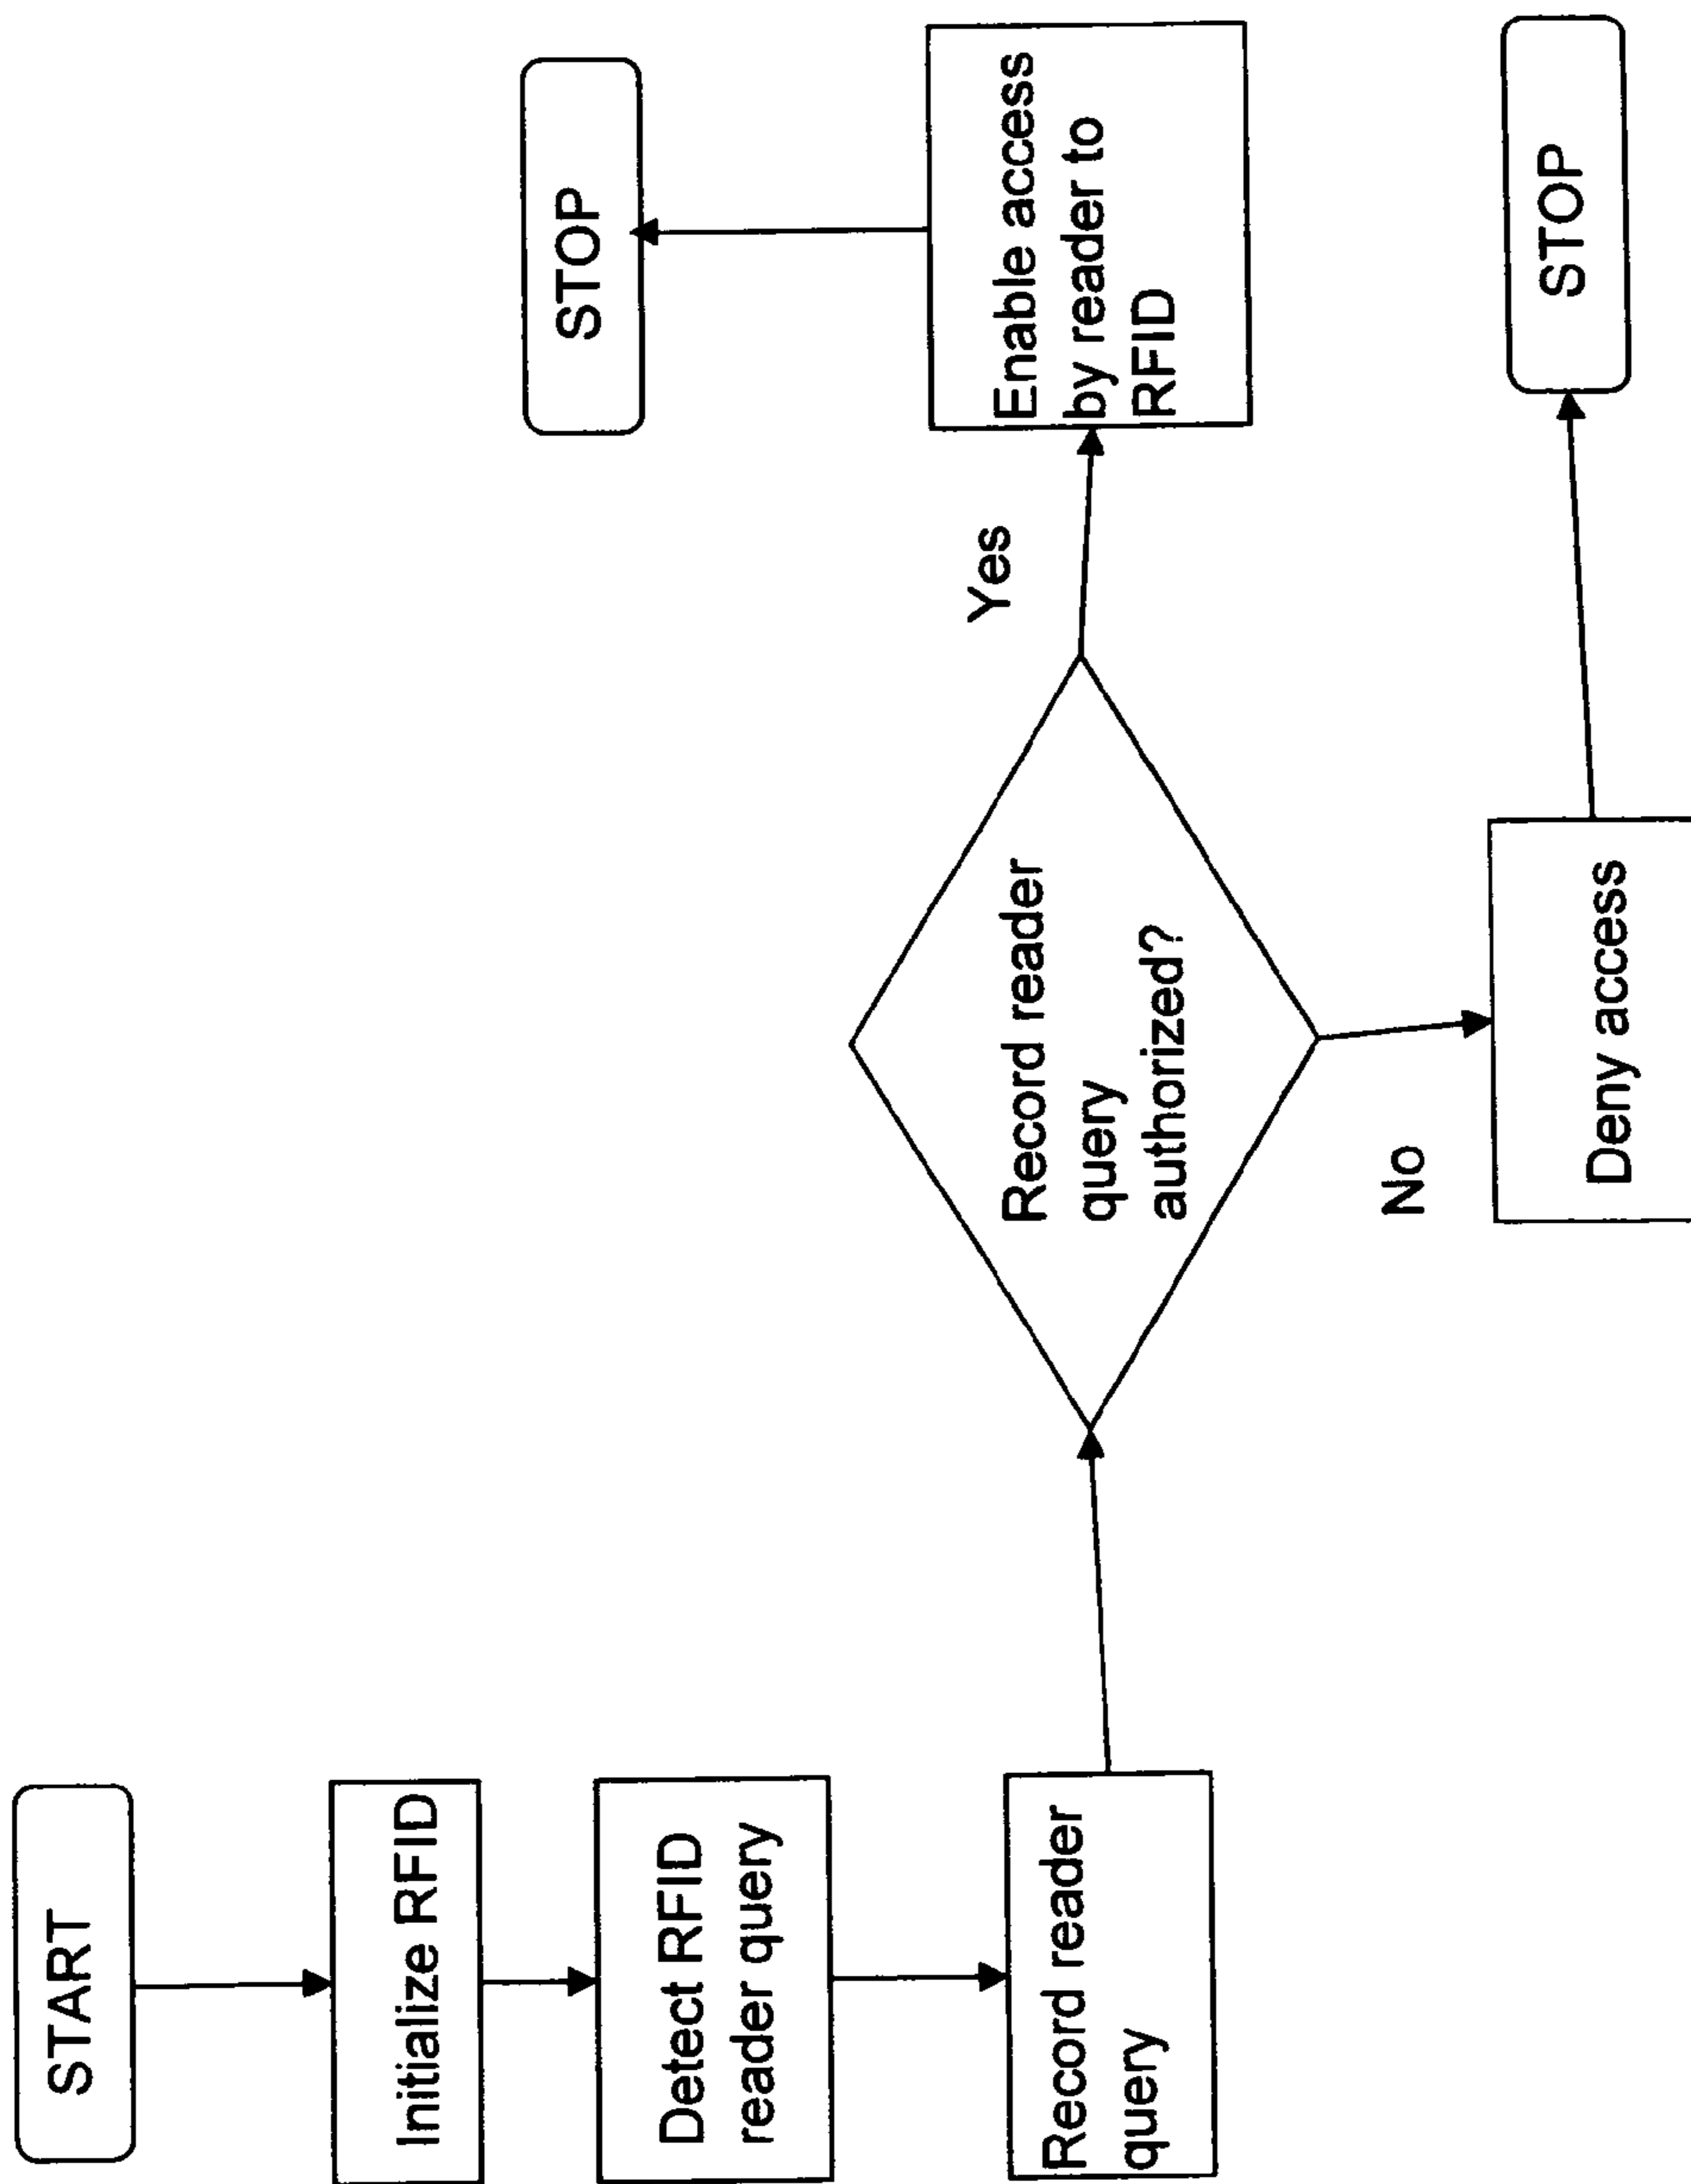 START
Initialize RFID
Detect RFID
reader query
Record reader
query
Record reader
query
authorized?
Yes
Enable access
by reader to
RFID
STOP
No
Deny access
STOP